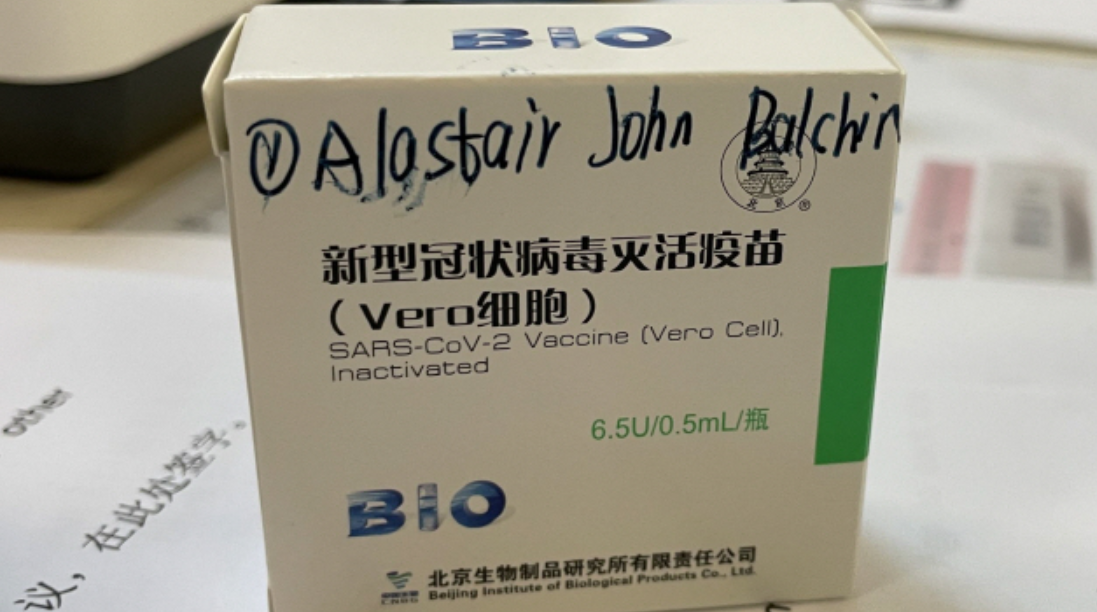 BIO
① Alastair John Balchin
新型冠状病毒灭活疫苗
（Vero细胞）
SARS-CoV-2 Vaccine (Vero Cell),
Inactivated
6.5U/0.5mL/瓶
BIO
北京生物制品研究所有限责任公司
Beijing Institute of Biological Products Co., Ltd.
CNBG
other
议，在此处签字。